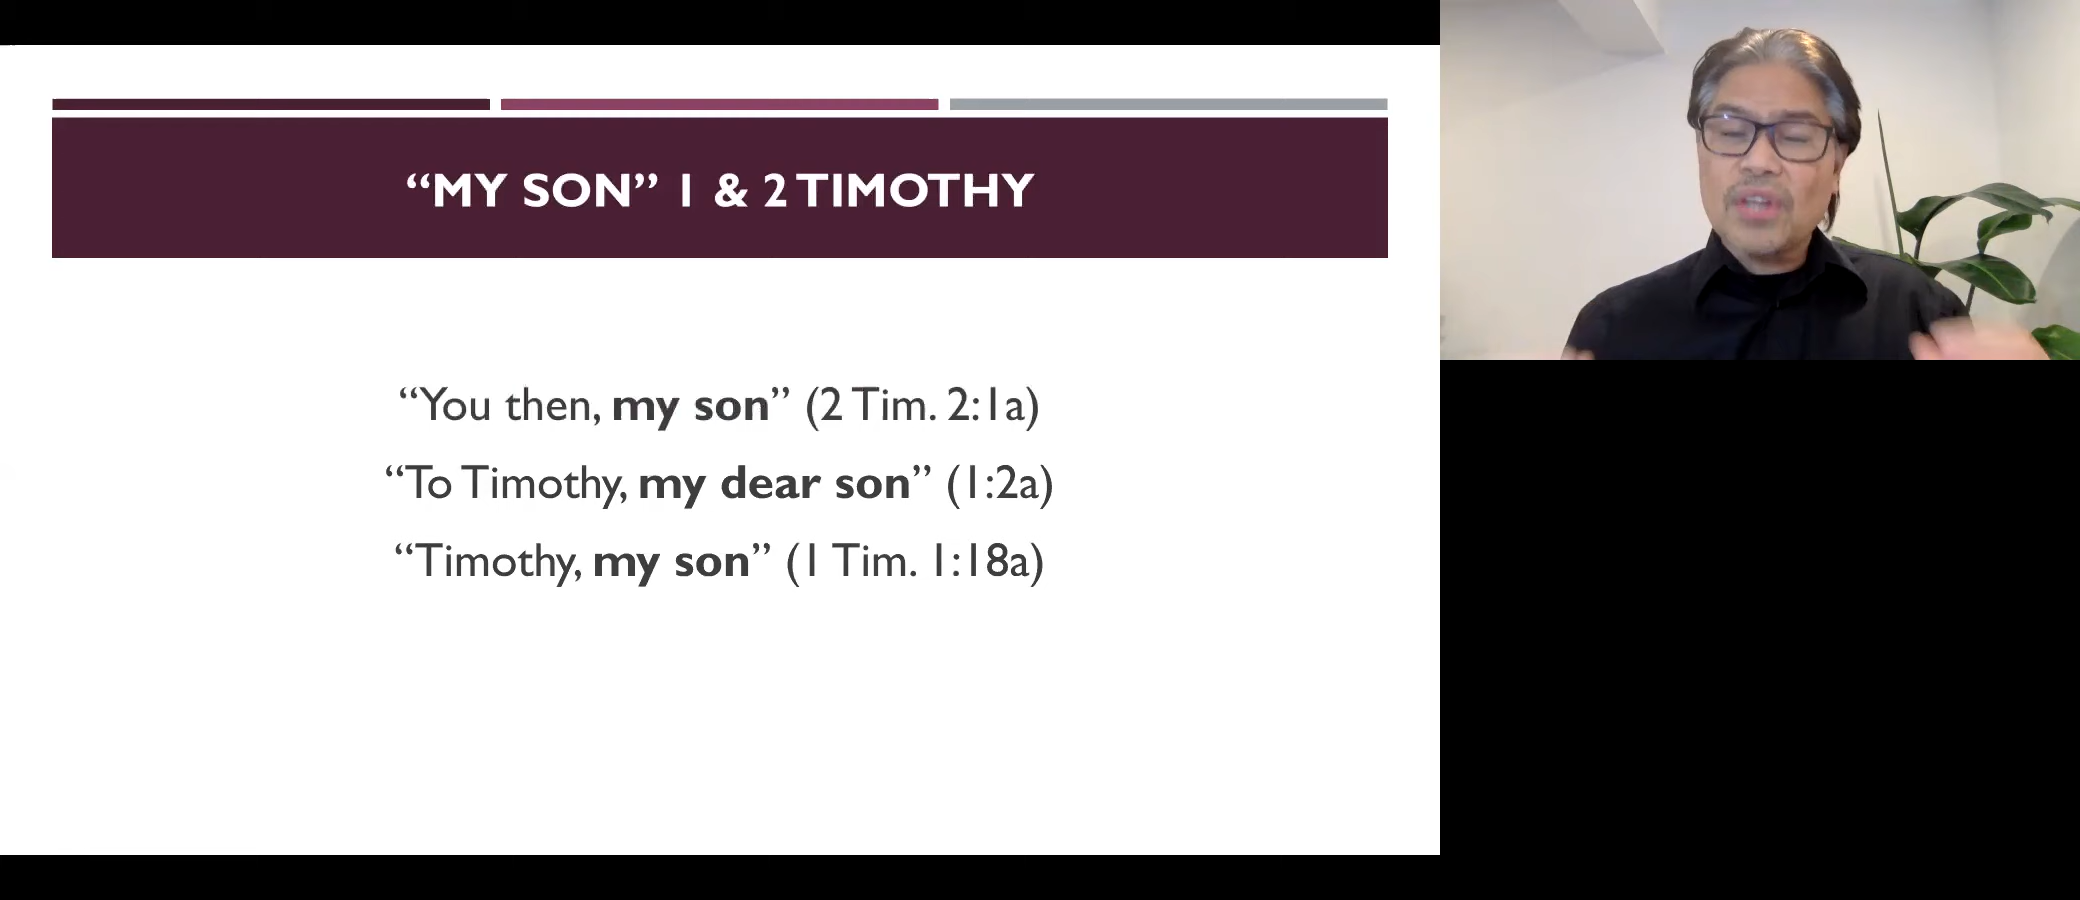 “MY SON” 1 & 2 TIMOTHY
“You then, my son” (2 Tim. 2:1a)
“To Timothy, my dear son” (1:2a)
“Timothy, my son” (1 Tim. 1:18a)